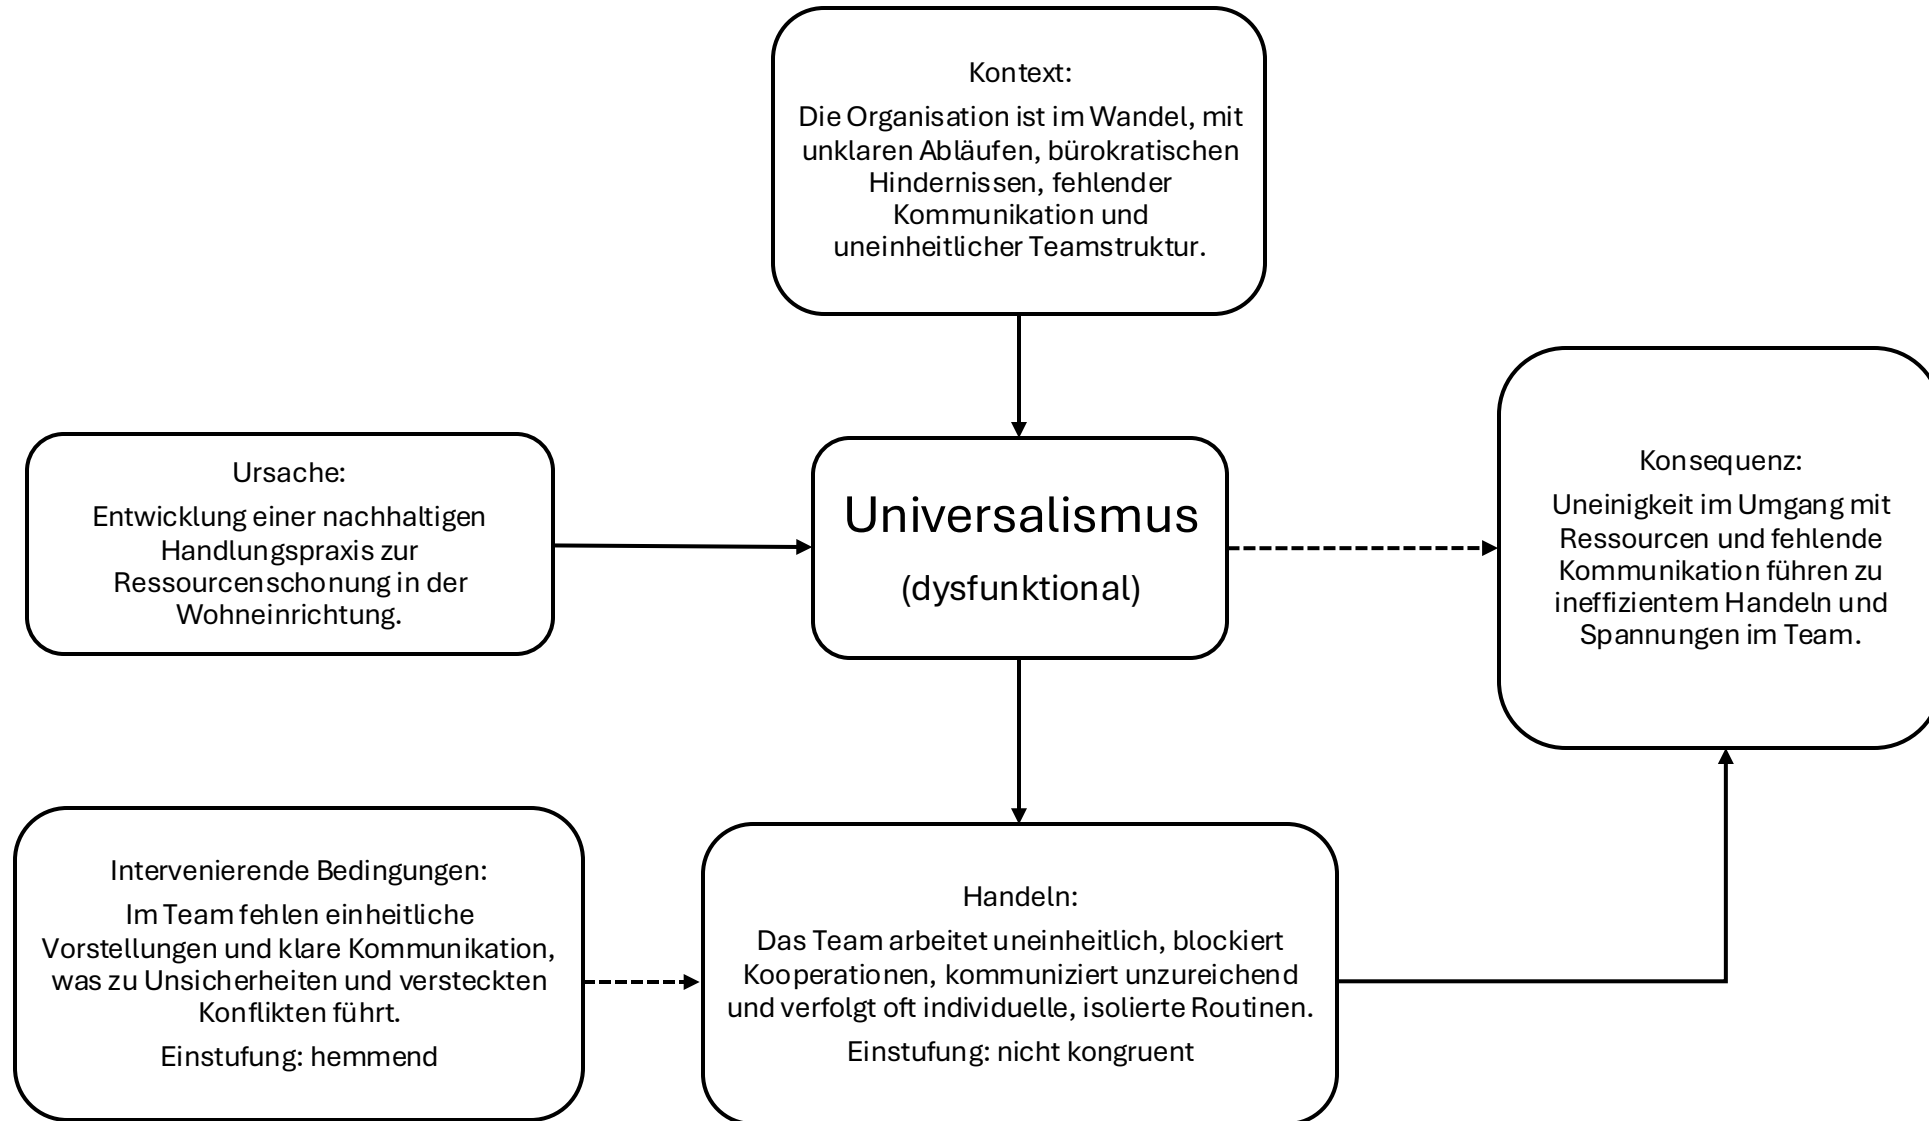 Kontext:
Die Organisation ist im Wandel, mit
unklaren Abläufen, bürokratischen
Hindernissen, fehlender
Kommunikation und
uneinheitlicher Teamstruktur.
Ursache:
Entwicklung einer nachhaltigen
Handlungspraxis zur
Ressourcenschonung in der
Wohneinrichtung.
Universalismus
(dysfunktional)
Konsequenz:
Uneinigkeit im Umgang mit
Ressourcen und fehlende
Kommunikation führen zu
ineffizientem Handeln und
Spannungen im Team.
Intervenierende Bedingungen:
Im Team fehlen einheitliche
Vorstellungen und klare Kommunikation,
was zu Unsicherheiten und versteckten
Konflikten führt.
Einstufung: hemmend
Handeln:
Das Team arbeitet uneinheitlich, blockiert
Kooperationen, kommuniziert unzureichend
und verfolgt oft individuelle, isolierte Routinen.
Einstufung: nicht kongruent